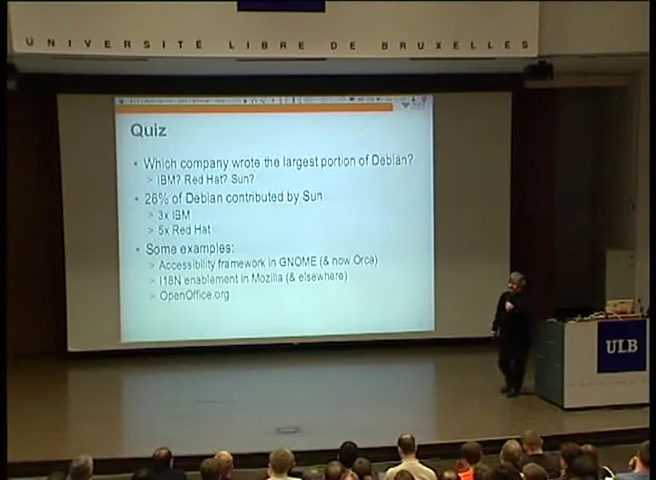 UNIVERSITÉ LIBRE DE BRUXELLES
Quiz
Which company wrote the largest portion of Debian?
> IBM? Red Hat? Sun?
26% of Debian contributed by Sun
> 3x IBM
> 5x Red Hat
Some examples:
> Accessibility framework in GNOME (& now Orca)
> I18N enablement in Mozilla (& elsewhere)
> OpenOffice.org
ULB